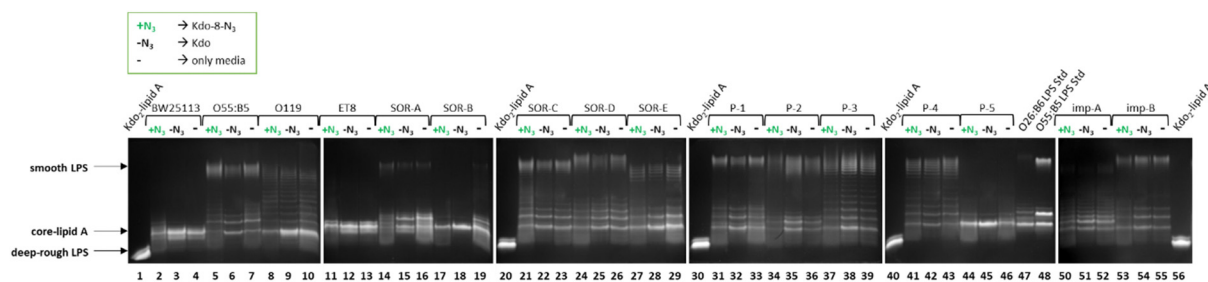 +N₃ → Kdo-8-N₃
-N₃ → Kdo
- → only media
Kdo₂-lipid A BW25113 O55:B5 O119 ET8 SOR-A SOR-B Kdo₂-lipid A SOR-C SOR-D SOR-E Kdo₂-lipid A P-1 P-2 P-3 Kdo₂-lipid A P-4 P-5 O26:B6 LPS Std O55:B5 LPS Std imp-A imp-B Kdo₂-lipid A
+N₃ -N₃ - +N₃ -N₃ - +N₃ -N₃ - +N₃ -N₃ - +N₃ -N₃ - +N₃ -N₃ - +N₃ -N₃ - +N₃ -N₃ - +N₃ -N₃ - +N₃ -N₃ - +N₃ -N₃ - +N₃ -N₃ - +N₃ -N₃ - +N₃ -N₃ - +N₃ -N₃ - +N₃ -N₃ -
smooth LPS
core-lipid A
deep-rough LPS
1 2 3 4 5 6 7 8 9 10 11 12 13 14 15 16 17 18 19 20 21 22 23 24 25 26 27 28 29 30 31 32 33 34 35 36 37 38 39 40 41 42 43 44 45 46 47 48 50 51 52 53 54 55 56